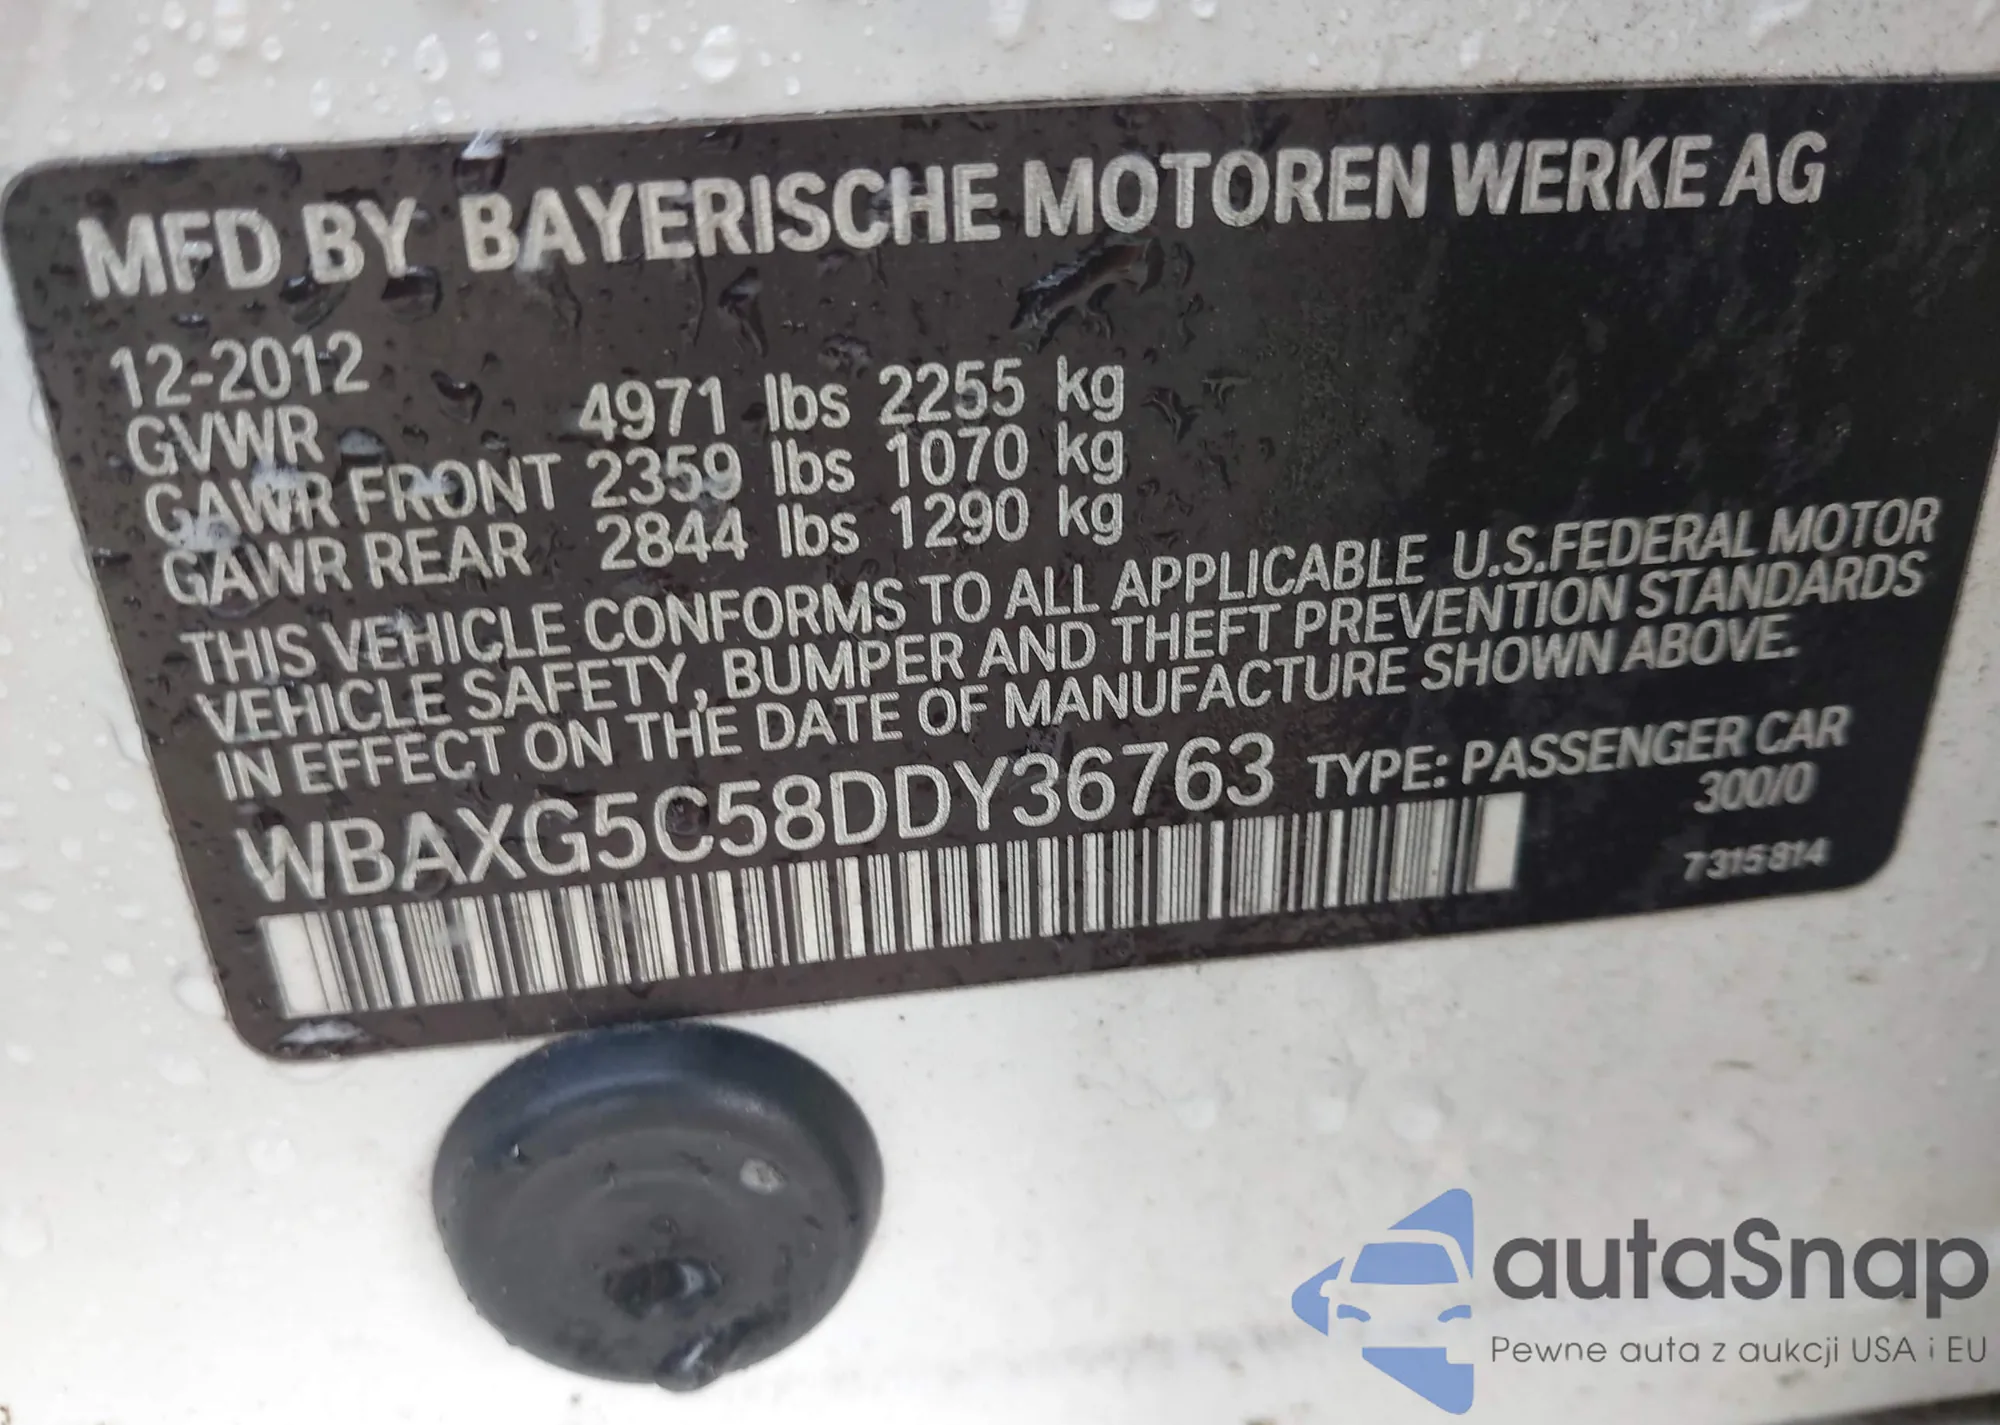 MFD BY BAYERISCHE MOTOREN WERKE AG
12-2012
GVWR 4971 lbs 2255 kg
GAWR FRONT 2359 lbs 1070 kg
GAWR REAR 2844 lbs 1290 kg
THIS VEHICLE CONFORMS TO ALL APPLICABLE U.S.FEDERAL MOTOR
VEHICLE SAFETY, BUMPER AND THEFT PREVENTION STANDARDS
IN EFFECT ON THE DATE OF MANUFACTURE SHOWN ABOVE.
WBAXG5C58DDY36763 TYPE: PASSENGER CAR
300/0
7315814
autaSnap
Pewne auta z aukcji USA i EU